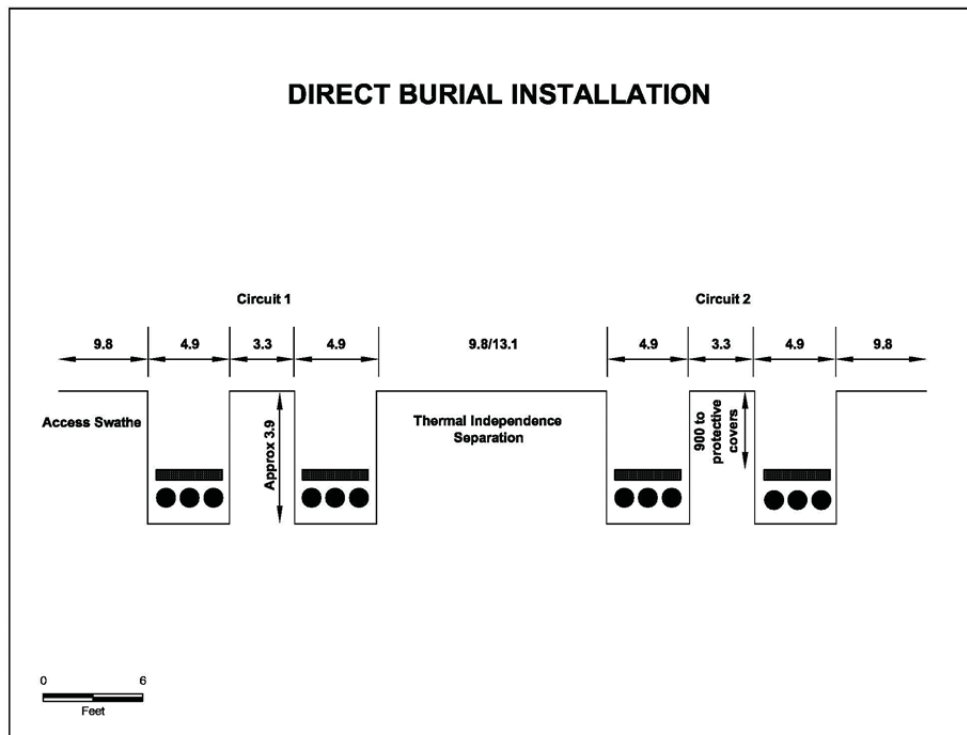 DIRECT BURIAL INSTALLATION
Circuit 1
Circuit 2
9.8
4.9
3.3
4.9
9.8/13.1
4.9
3.3
4.9
9.8
Access Swathe
Approx 3.9
Thermal Independence
Separation
900 to
protective
covers
0
6
Feet